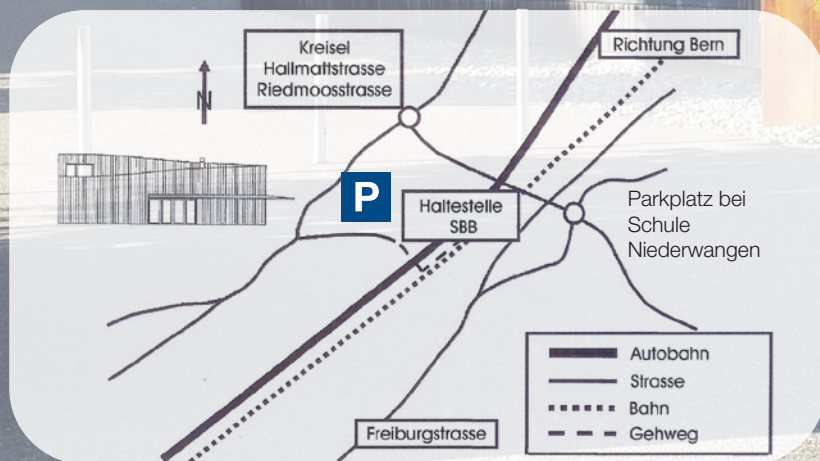 Kreisel
Hallmattstrasse
Riedmoosstrasse
Richtung Bern
N
P
Haltestelle
SBB
Parkplatz bei
Schule
Niederwangen
Autobahn
Strasse
Bahn
Gehweg
Freiburgstrasse